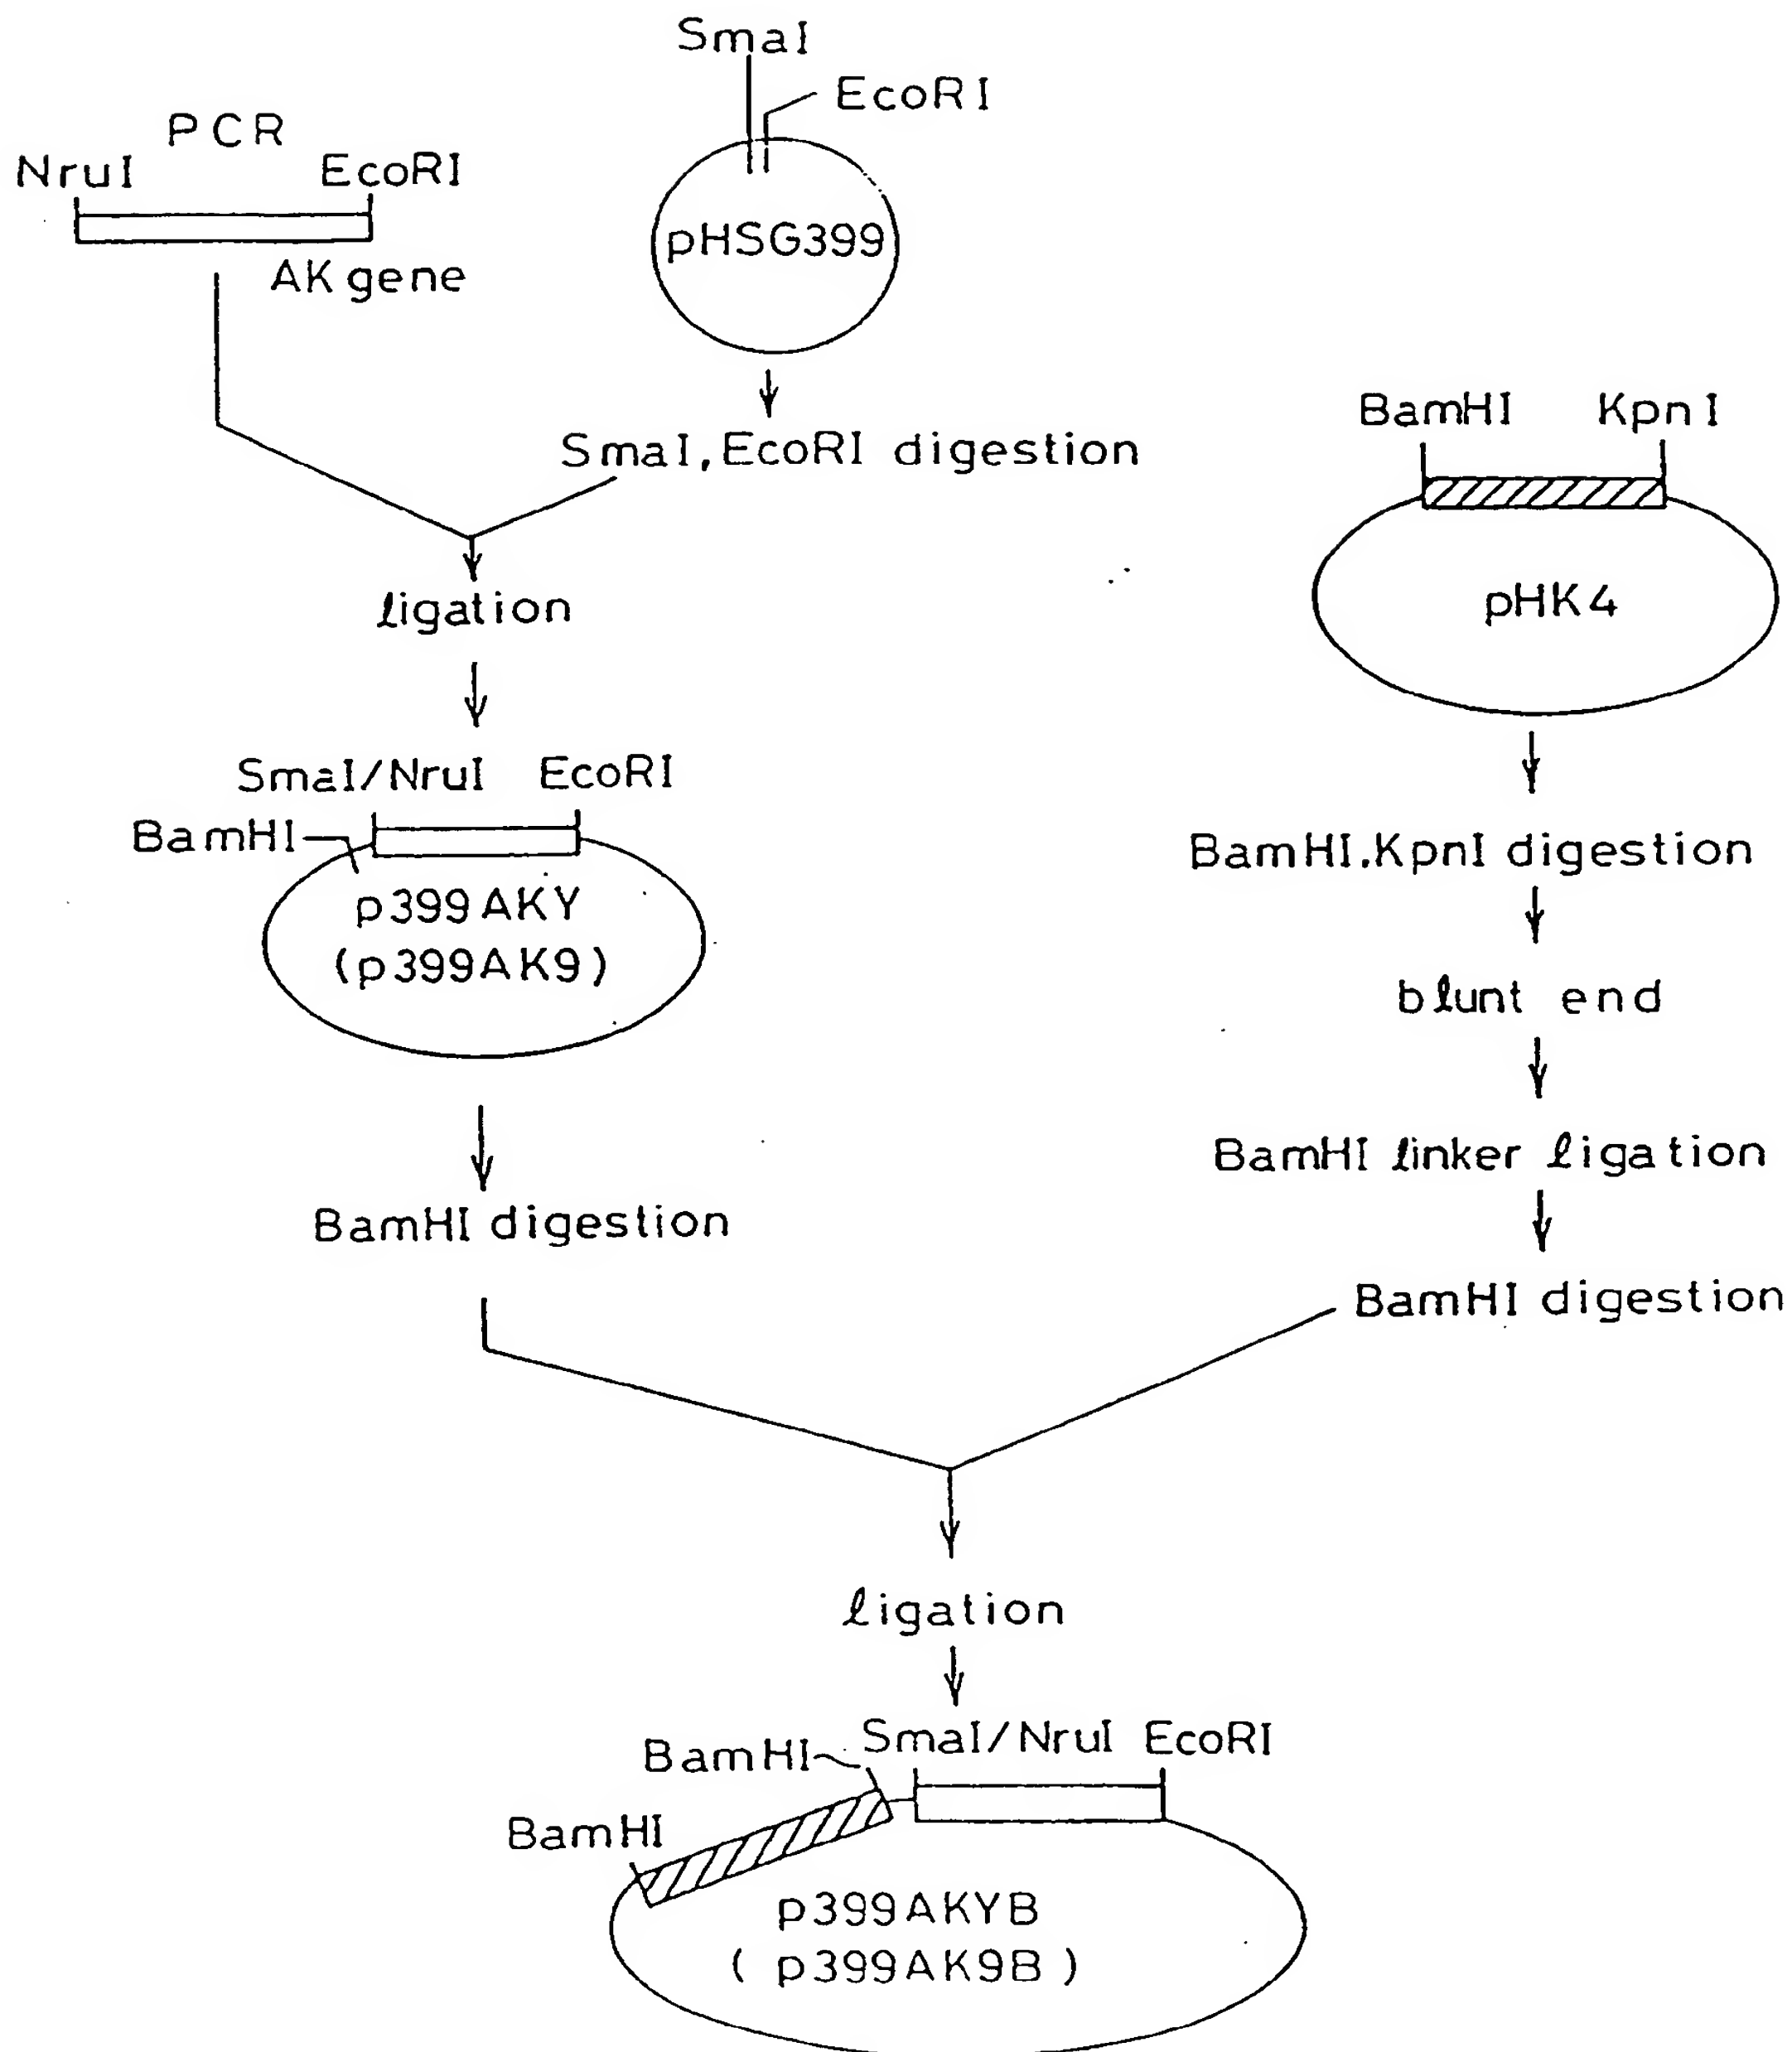 SmaI
EcoRI
PCR
NruI EcoRI
AK gene
pHSG399
SmaI, EcoRI digestion
ligation
SmaI/NruI EcoRI
BamHI
p399AKY
(p399AK9)
BamHI digestion
BamHI KpnI
pHK4
BamHI.KpnI digestion
blunt end
BamHI linker ligation
BamHI digestion
ligation
BamHI SmaI/NruI EcoRI
BamHI
p399AKYB
( p399AK9B )